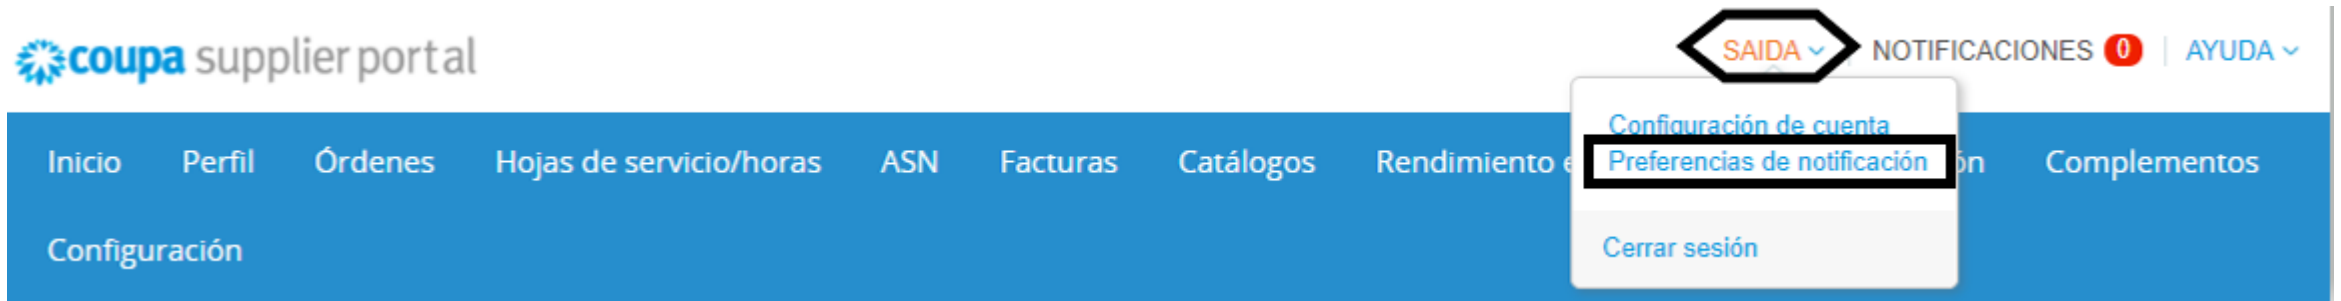 coupa supplier portal
SAIDA NOTIFICACIONES 0 AYUDA
Configuración de cuenta
Preferencias de notificación
Cerrar sesión
Inicio Perfil Órdenes Hojas de servicio/horas ASN Facturas Catálogos Rendimiento Complementos
Configuración